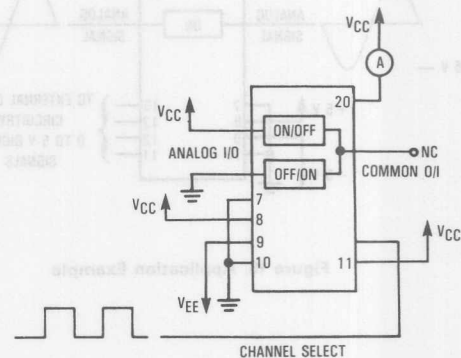 VCC
A
20
VCC
ON/OFF
ANALOG I/O
NC
OFF/ON
COMMON O/I
7
VCC
8
VCC
9
11
10
VEE
CHANNEL SELECT